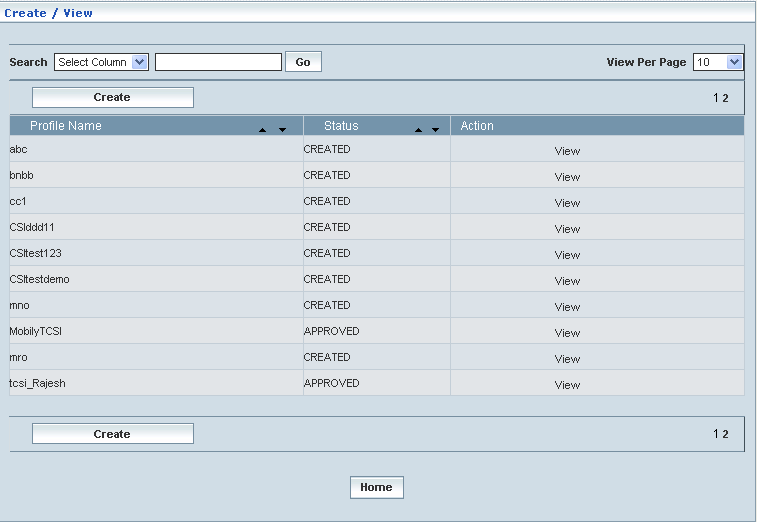 Create / View
Search Select Column Go View Per Page 10
Create 1 2
Profile Name Status Action
abc CREATED View
bnbb CREATED View
cc1 CREATED View
CSIddd11 CREATED View
CSItest123 CREATED View
CSItestdemo CREATED View
mno CREATED View
MobilyTCSI APPROVED View
mro CREATED View
tcsi_Rajesh APPROVED View
Create 1 2
Home